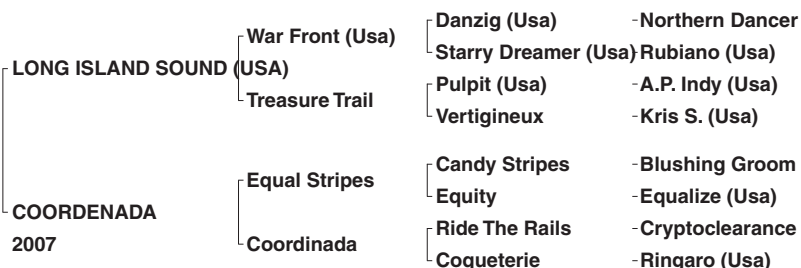 Danzig (Usa) Northern Dancer
War Front (Usa)
Starry Dreamer (Usa) Rubiano (Usa)
LONG ISLAND SOUND (USA)
Pulpit (Usa) A.P. Indy (Usa)
Treasure Trail
Vertigineux Kris S. (Usa)
Candy Stripes Blushing Groom
Equal Stripes
Equity Equalize (Usa)
COORDENADA
Ride The Rails Cryptoclearance
2007 Coordinada
Coqueterie Ringaro (Usa)